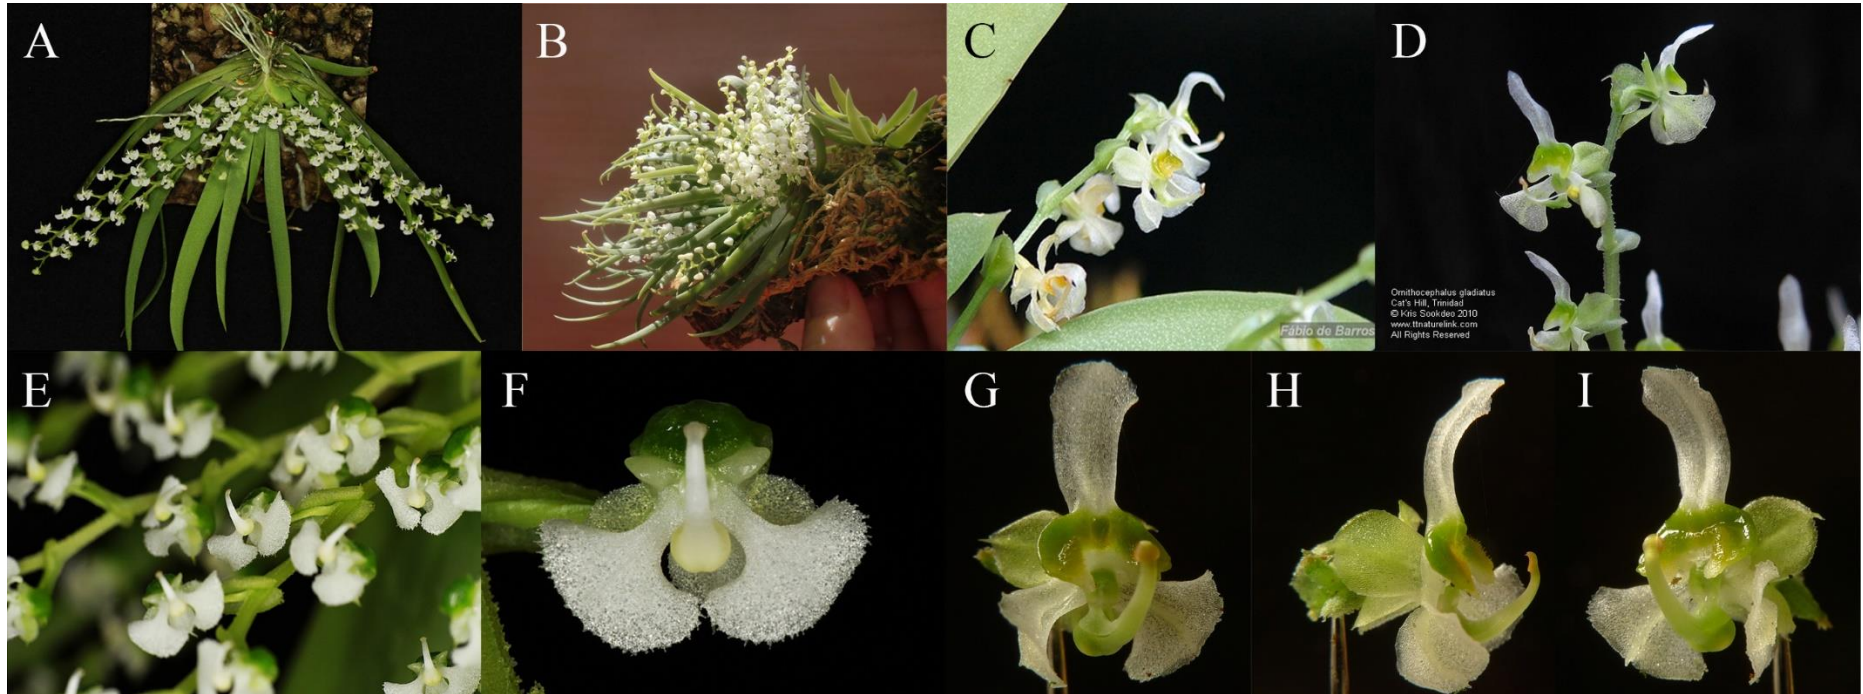 A
B
C
D
Fábio de Barros
Ornithocephalus gladiatus
Cat's Hill, Trinidad
© Kris Sookdeo 2010
www.ttnaturelink.com
All Rights Reserved
E
F
G
H
I